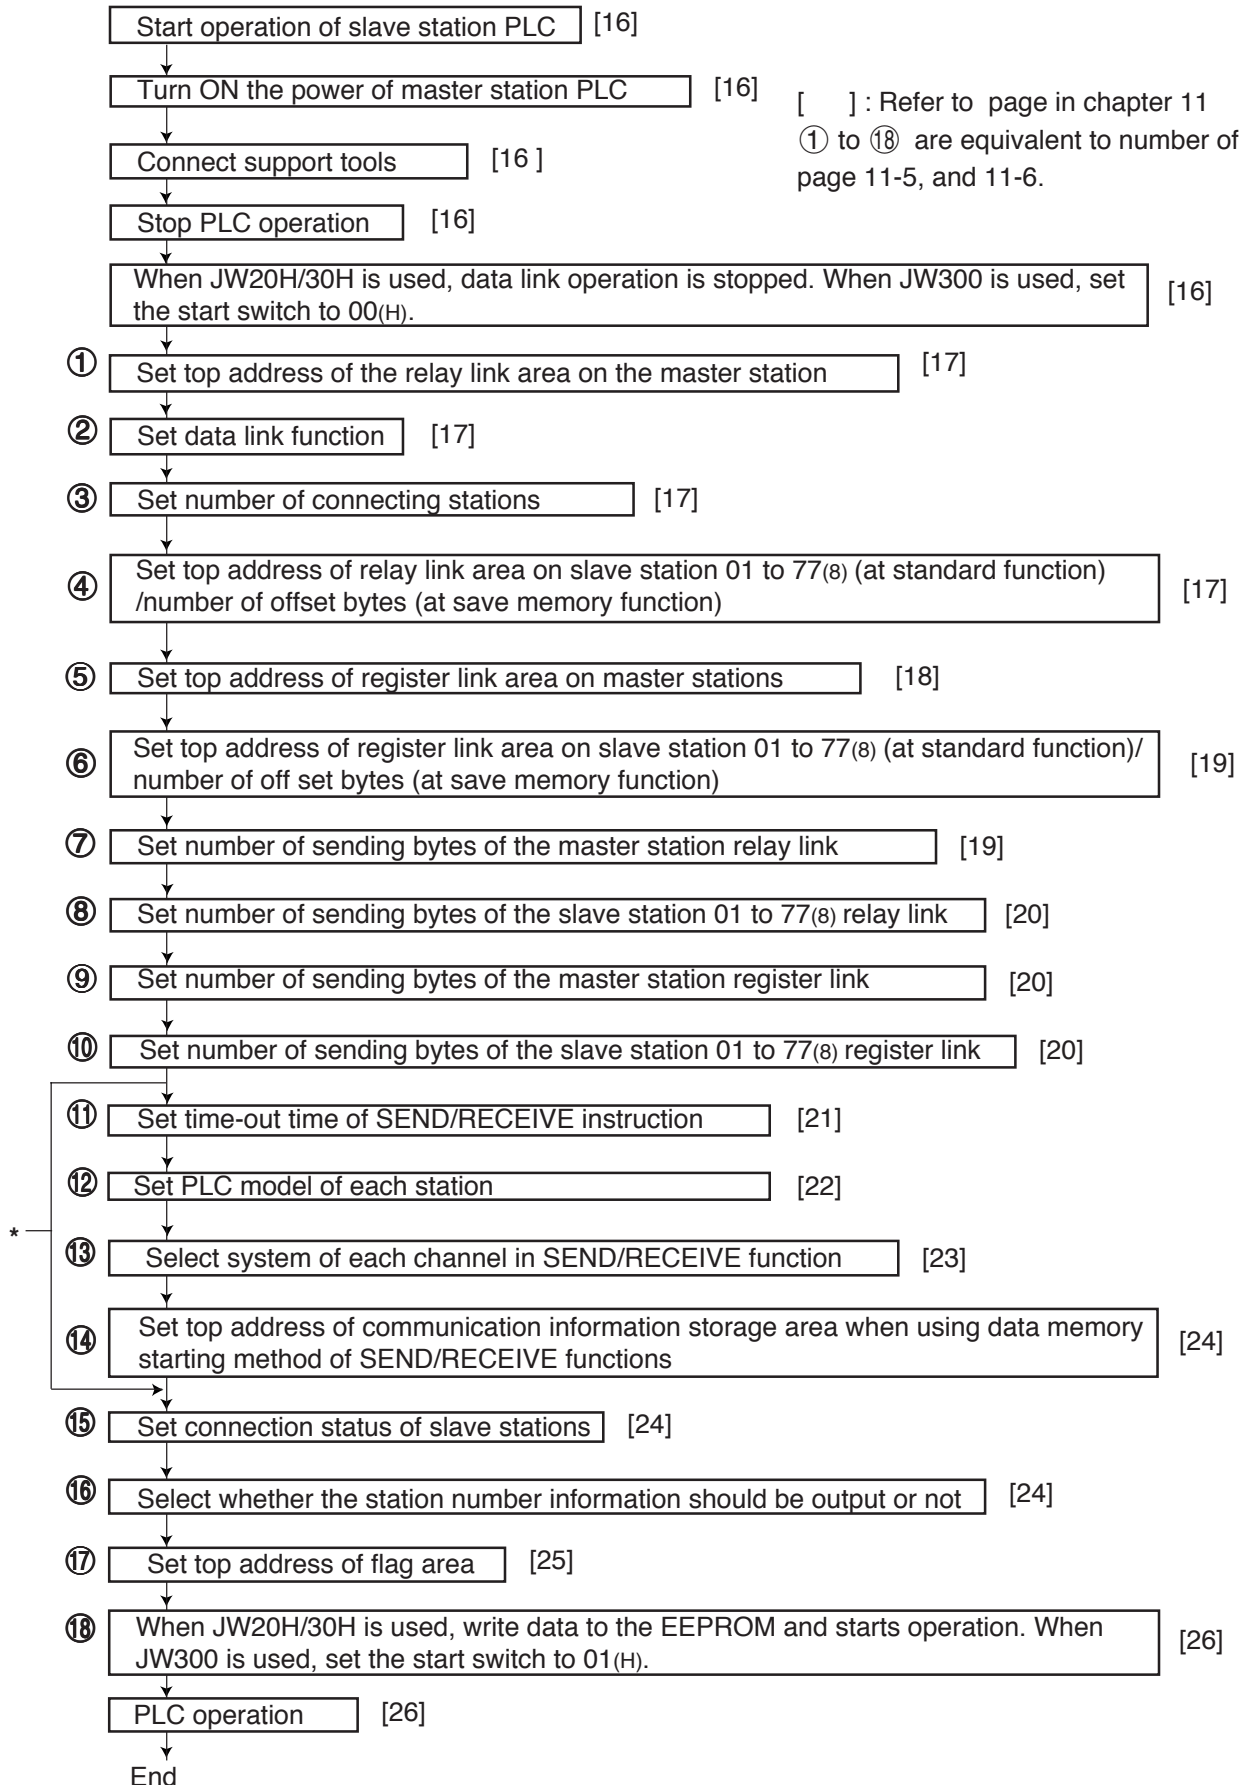 Start operation of slave station PLC [16]
Turn ON the power of master station PLC [16]
[ ] : Refer to page in chapter 11
① to ⑱ are equivalent to number of
page 11-5, and 11-6.
Connect support tools [16 ]
Stop PLC operation [16]
When JW20H/30H is used, data link operation is stopped. When JW300 is used, set
the start switch to 00(H).
[16]
① Set top address of the relay link area on the master station [17]
② Set data link function [17]
③ Set number of connecting stations [17]
④ Set top address of relay link area on slave station 01 to 77(8) (at standard function)
/number of offset bytes (at save memory function)
[17]
⑤ Set top address of register link area on master stations [18]
⑥ Set top address of register link area on slave station 01 to 77(8) (at standard function)/
number of off set bytes (at save memory function)
[19]
⑦ Set number of sending bytes of the master station relay link [19]
⑧ Set number of sending bytes of the slave station 01 to 77(8) relay link [20]
⑨ Set number of sending bytes of the master station register link [20]
⑩ Set number of sending bytes of the slave station 01 to 77(8) register link [20]
⑪ Set time-out time of SEND/RECEIVE instruction [21]
⑫ Set PLC model of each station [22]
*
⑬ Select system of each channel in SEND/RECEIVE function [23]
⑭ Set top address of communication information storage area when using data memory
starting method of SEND/RECEIVE functions
[24]
⑮ Set connection status of slave stations [24]
⑯ Select whether the station number information should be output or not [24]
⑰ Set top address of flag area [25]
⑱ When JW20H/30H is used, write data to the EEPROM and starts operation. When
JW300 is used, set the start switch to 01(H).
[26]
PLC operation [26]
End